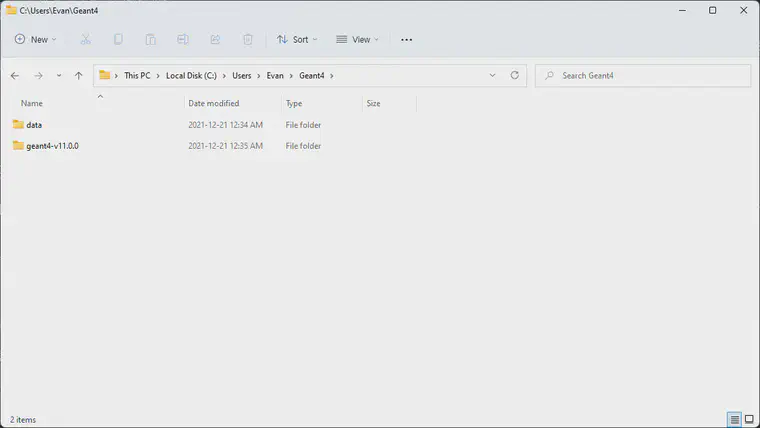 C:\Users\Evan\Geant4
New Sort View
This PC Local Disk (C:) Users Evan Geant4 Search Geant4
Name Date modified Type Size
data 2021-12-21 12:34 AM File folder
geant4-v11.0.0 2021-12-21 12:35 AM File folder
2 items